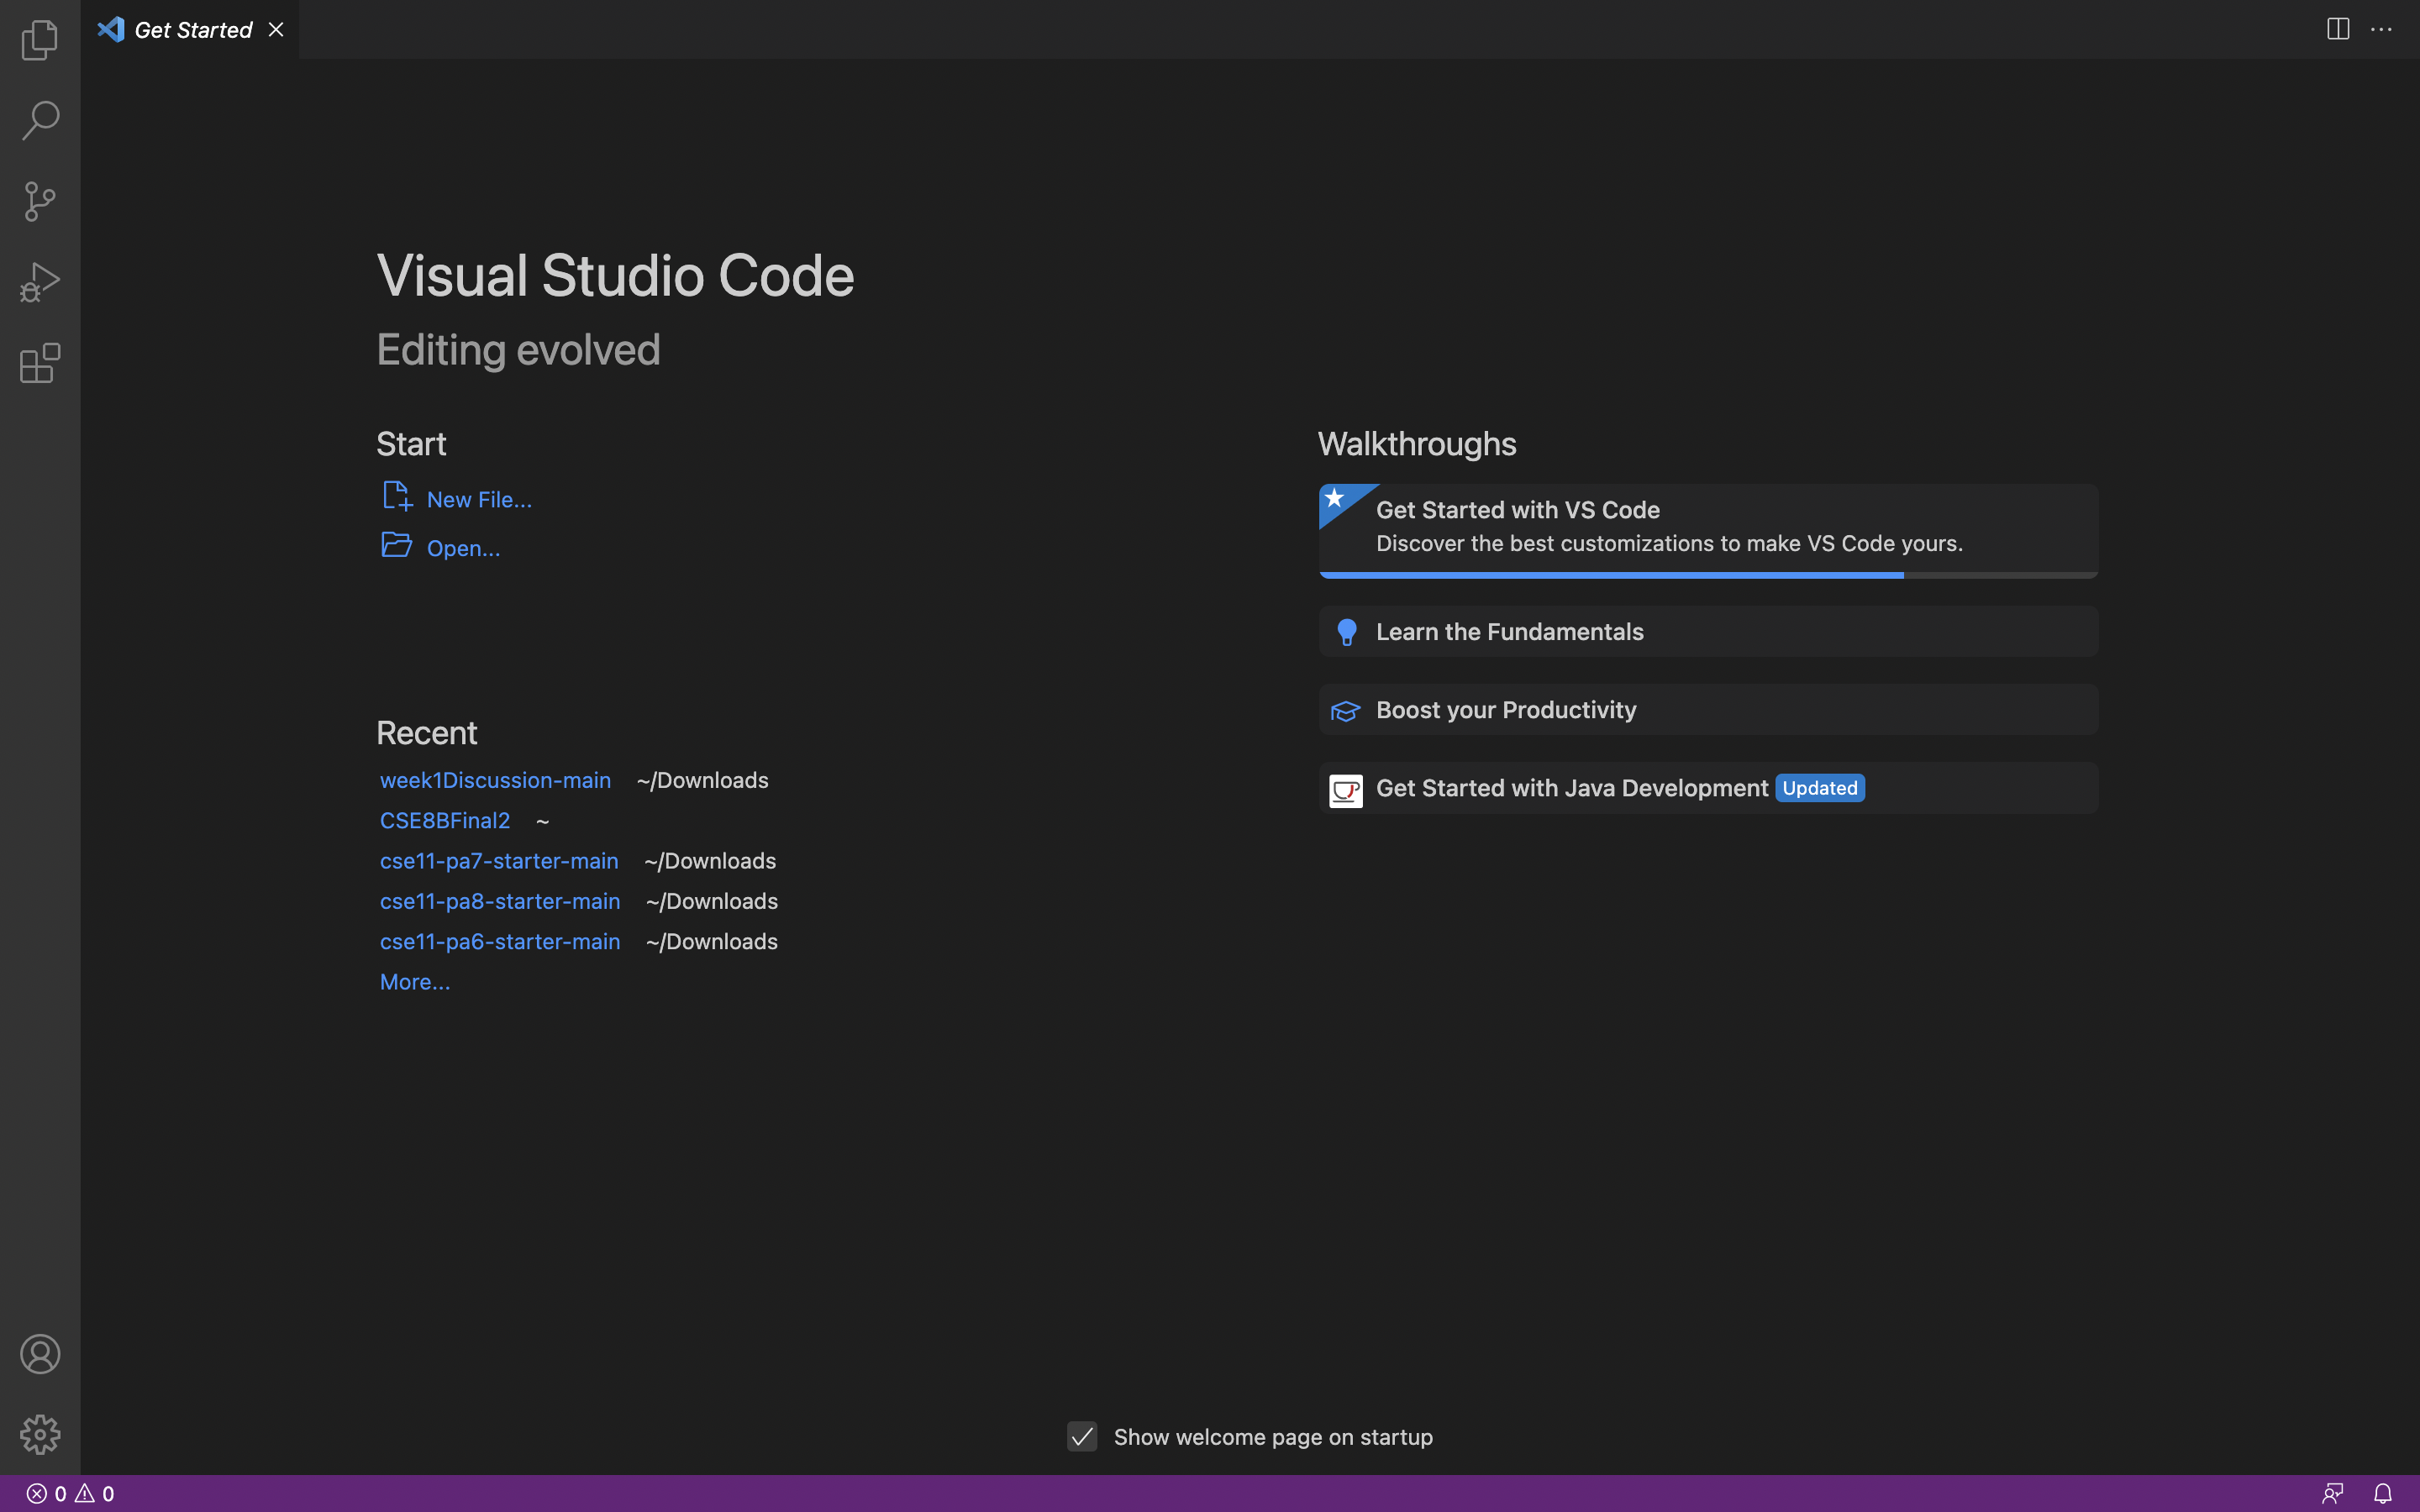 Get Started
Visual Studio Code
Editing evolved
Start
New File...
Open...
Recent
week1Discussion-main ~/Downloads
CSE8BFinal2 ~
cse11-pa7-starter-main ~/Downloads
cse11-pa8-starter-main ~/Downloads
cse11-pa6-starter-main ~/Downloads
More...
Walkthroughs
Get Started with VS Code
Discover the best customizations to make VS Code yours.
Learn the Fundamentals
Boost your Productivity
Get Started with Java Development Updated
Show welcome page on startup
0 0